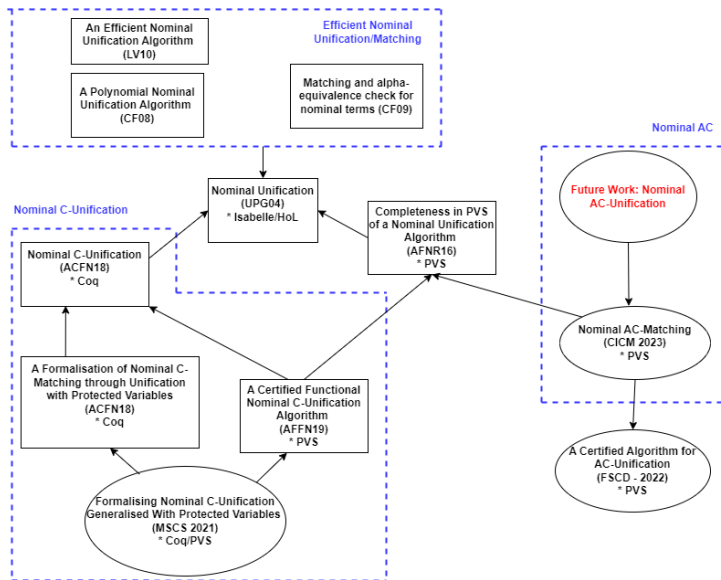 An Efficient Nominal
Unification Algorithm
(LV10)
Efficient Nominal
Unification/Matching
A Polynomial Nominal
Unification Algorithm
(CF08)
Matching and alpha-
equivalence check for
nominal terms (CF09)
Nominal AC
Future Work: Nominal
AC-Unification
Nominal C-Unification
Nominal Unification
(UPG04)
* Isabelle/HoL
Completeness in PVS
of a Nominal Unification
Algorithm
(AFNR16)
* PVS
Nominal C-Unification
(ACFN18)
* Coq
Nominal AC-Matching
(CICM 2023)
* PVS
A Formalisation of Nominal C-
Matching through Unification
with Protected Variables
(ACFN18)
* Coq
A Certified Functional
Nominal C-Unification
Algorithm
(AFFN19)
* PVS
A Certified Algorithm for
AC-Unification
(FSCD - 2022)
* PVS
Formalising Nominal C-Unification
Generalised With Protected Variables
(MSCS 2021)
* Coq/PVS